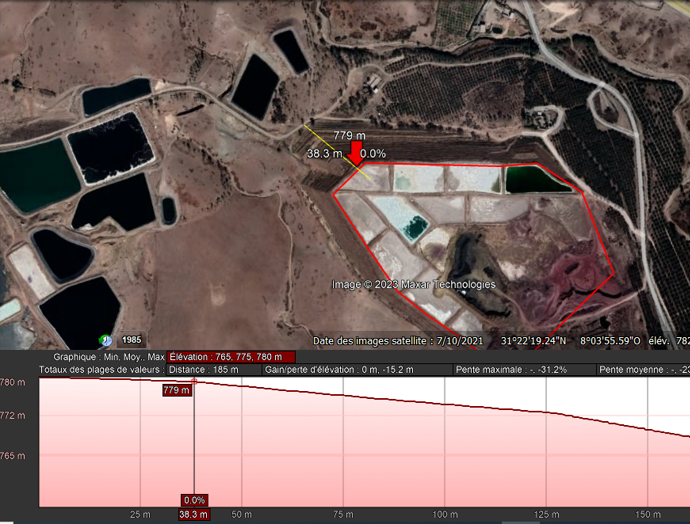 779 m
38.3 m 0.0%
Image © 2023 Maxar Technologies
1985
Date des images satellite : 7/10/2021 31°22'19.24"N 8°03'55.59"O élév. 782
Graphique : Min. Moy.. Max Élévation : 765, 775, 780 m
Totaux des plages de valeurs : Distance : 185 m Gain/perte d'élévation : 0 m, -15.2 m Pente maximale : -, -31.2% Pente moyenne : -, -23
780 m
779 m
772 m
765 m
0.0%
25 m 38.3 m 50 m 75 m 100 m 125 m 150 m